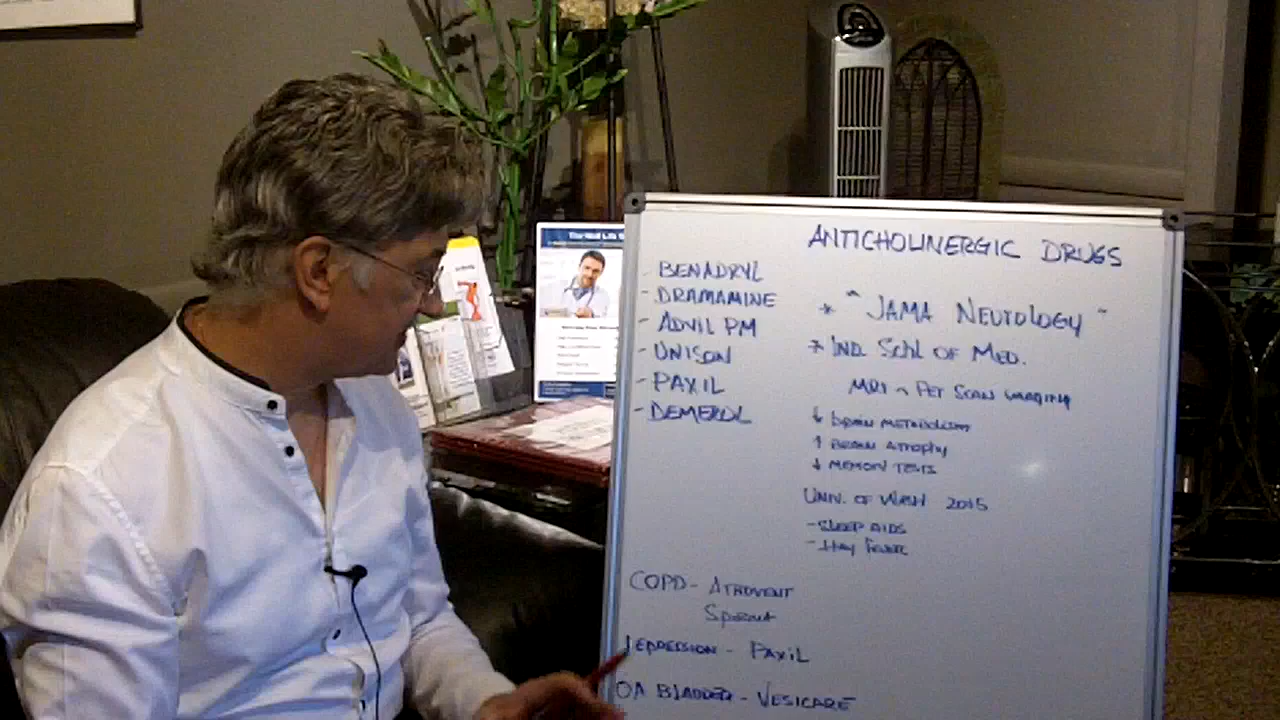 ANTICHOLINERGIC DRUGS
- BENADRYL
- DRAMAMINE
- ADVIL PM
- UNISON
- PAXIL
- DEMEROL
* "JAMA NEUROLOGY"
* IND. SCHL OF MED.
MRI PET SCAN IMAGING
↓ BRAIN METABOLISM
↑ BRAIN ATROPHY
↓ MEMORY TESTS
UNIV. OF WASH 2015
- SLEEP AIDS
- HAY FEVER
COPD - ATROVENT
SPIRIVA
DEPRESSION - PAXIL
OA BLADDER - VESICARE